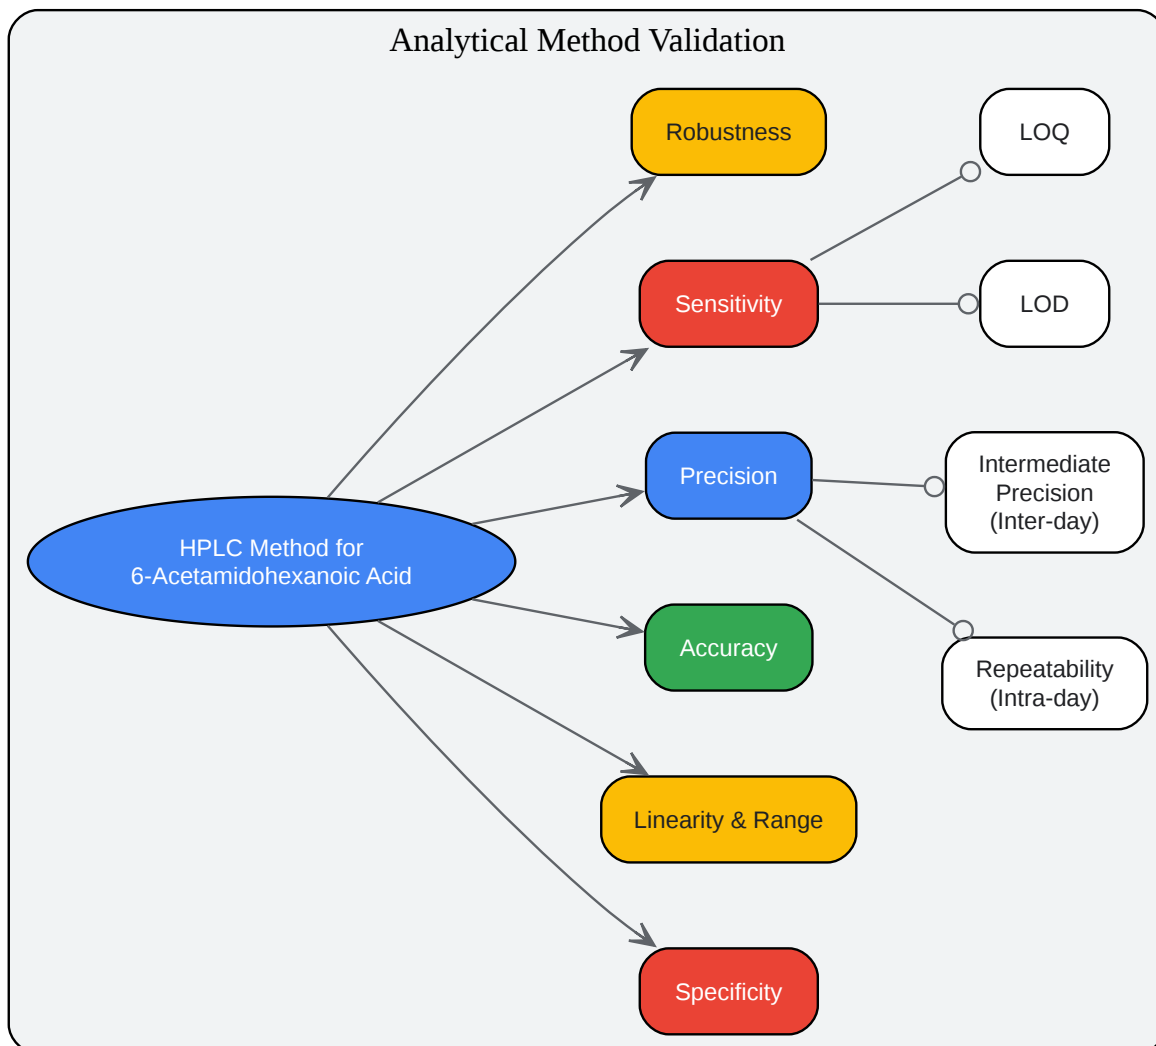 Analytical Method Validation
Robustness
LOQ
Sensitivity
LOD
Precision
Intermediate
Precision
(Inter-day)
HPLC Method for
6-Acetamidohexanoic Acid
Accuracy
Repeatability
(Intra-day)
Linearity & Range
Specificity